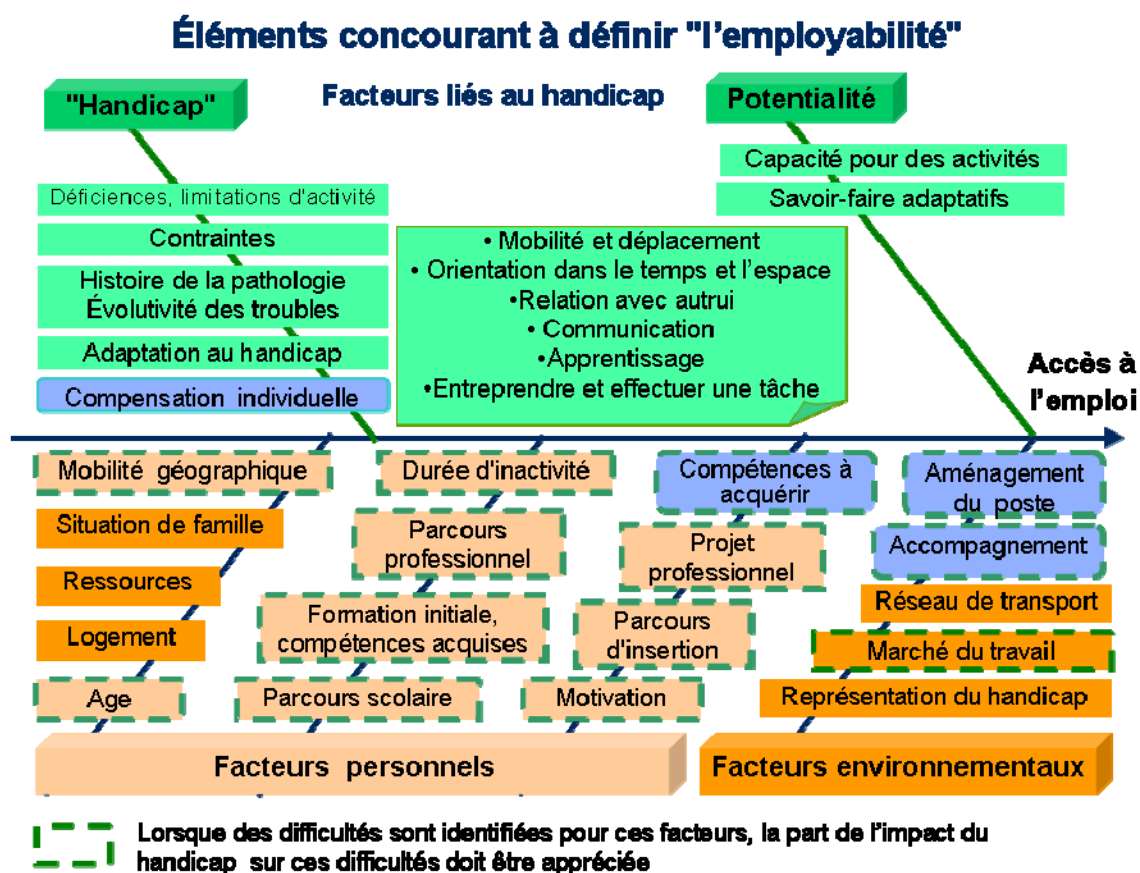 Éléments concourant à définir "l'employabilité"
"Handicap"
Facteurs liés au handicap
Potentialité
Capacité pour des activités
Savoir-faire adaptatifs
Déficiences, limitations d'activité
Contraintes
Histoire de la pathologie
Évolutivité des troubles
Adaptation au handicap
Compensation individuelle
• Mobilité et déplacement
• Orientation dans le temps et l'espace
•Relation avec autrui
• Communication
•Apprentissage
•Entreprendre et effectuer une tâche
Accès à
l'emploi
Mobilité géographique
Situation de famille
Ressources
Logement
Age
Durée d'inactivité
Parcours
professionnel
Formation initiale,
compétences acquises
Parcours scolaire
Compétences à
acquérir
Projet
professionnel
Parcours
d'insertion
Motivation
Aménagement
du poste
Accompagnement
Réseau de transport
Marché du travail
Représentation du handicap
Facteurs personnels
Facteurs environnementaux
Lorsque des difficultés sont identifiées pour ces facteurs, la part de l'impact du
handicap sur ces difficultés doit être appréciée